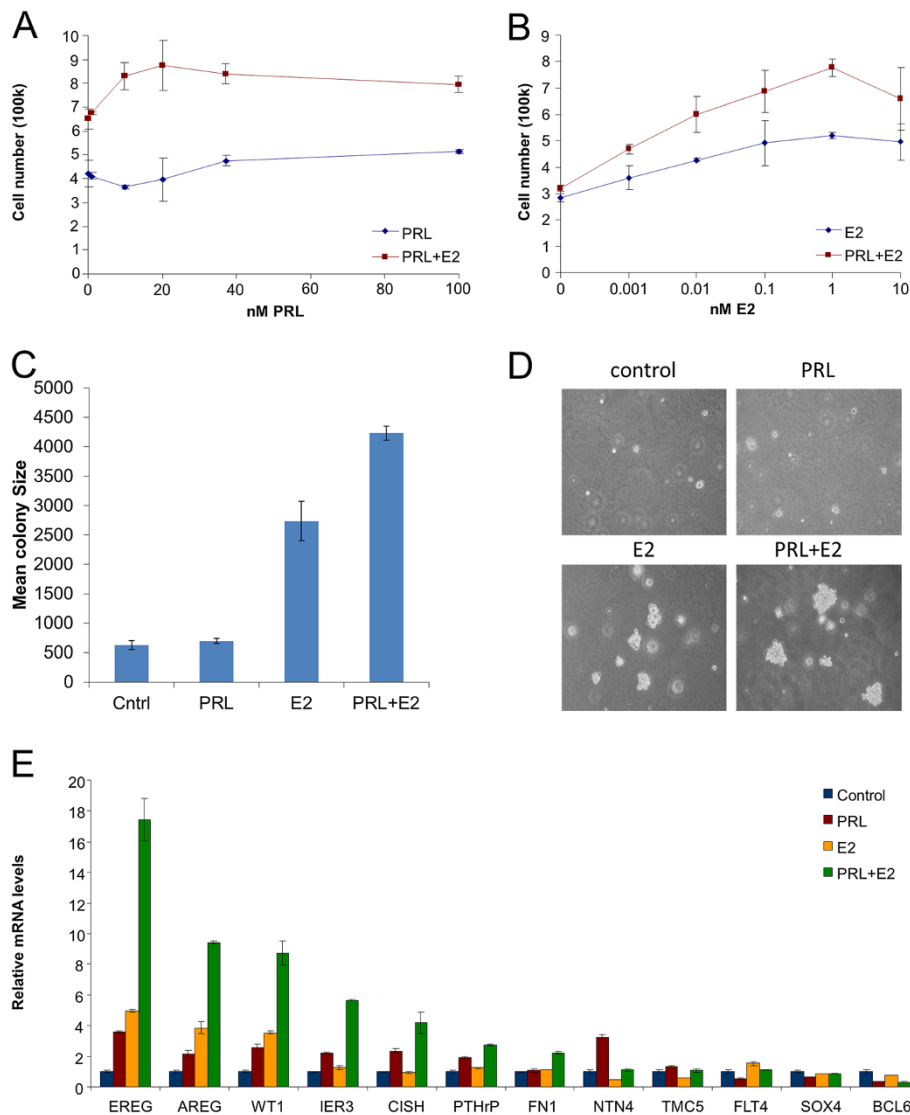 A
10
9
8
7
6
5
4
3
2
1
0
Cell number (100k)
0 20 40 60 80 100
nM PRL
PRL
PRL+E2
B
9
8
7
6
5
4
3
2
1
0
Cell number (100k)
0 0.001 0.01 0.1 1 10
nM E2
E2
PRL+E2
C
5000
4500
4000
3500
3000
2500
2000
1500
1000
500
0
Mean colony Size
Cntrl PRL E2 PRL+E2
D
control PRL
E2 PRL+E2
E
20
18
16
14
12
10
8
6
4
2
0
Relative mRNA levels
Control
PRL
E2
PRL+E2
EREG AREG WT1 IER3 CISH PTHrP FN1 NTN4 TMC5 FLT4 SOX4 BCL6